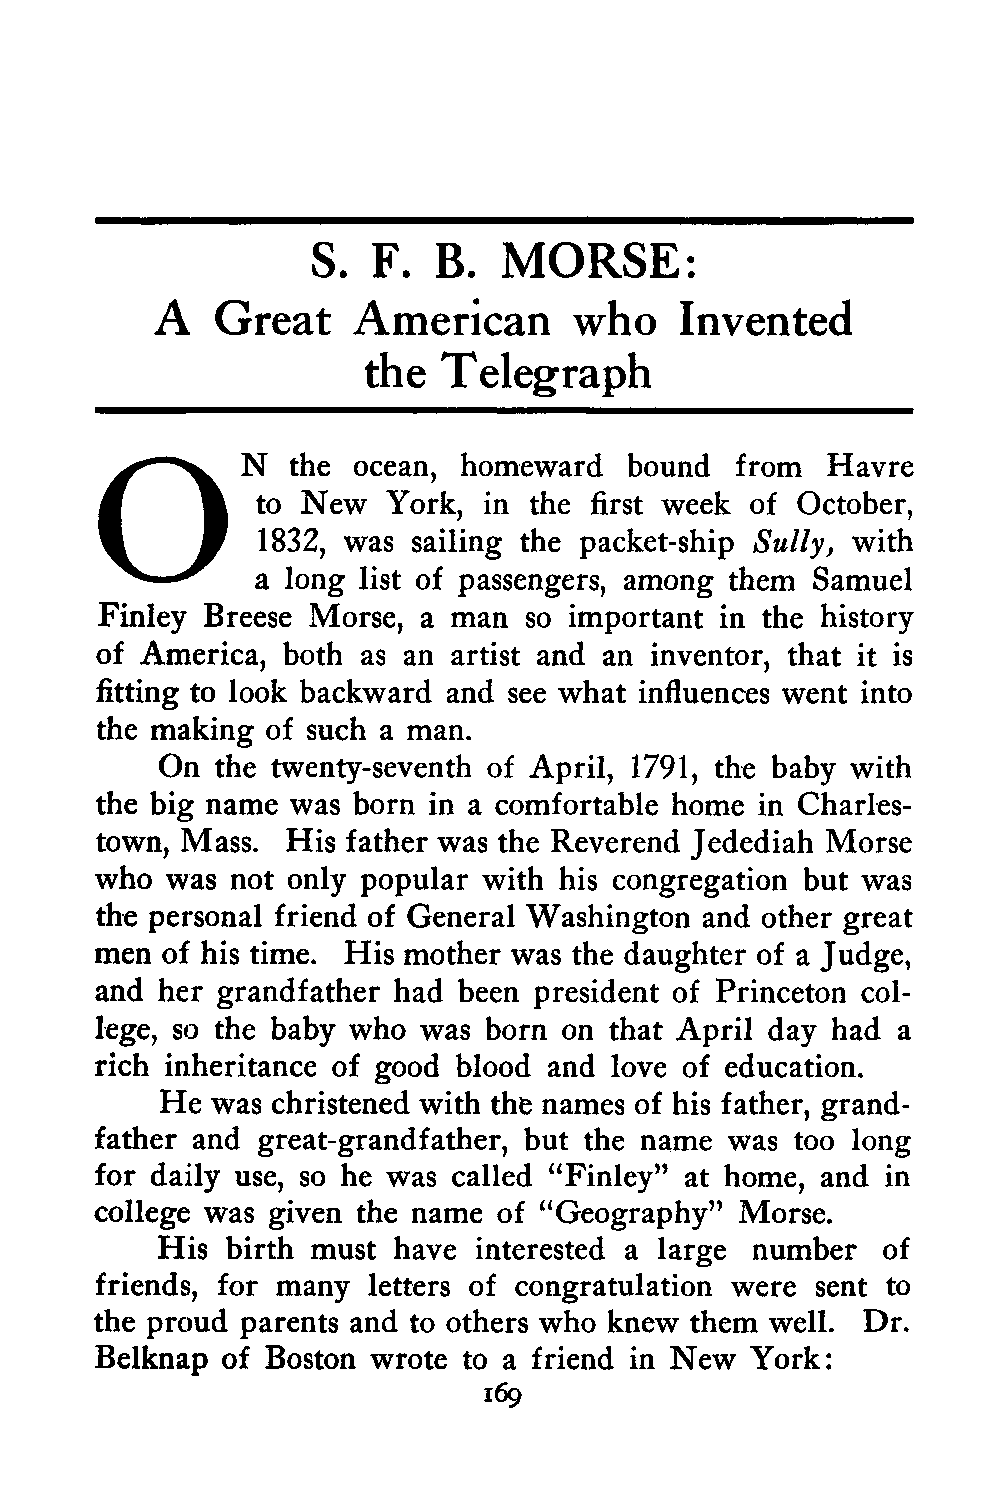 S. F. B. MORSE:
A Great American who Invented
the Telegraph
ON the ocean, homeward bound from Havre
to New York, in the first week of October,
1832, was sailing the packet-ship Sully, with
a long list of passengers, among them Samuel
Finley Breese Morse, a man so important in the history
of America, both as an artist and an inventor, that it is
fitting to look backward and see what influences went into
the making of such a man.
On the twenty-seventh of April, 1791, the baby with
the big name was born in a comfortable home in Charles-
town, Mass. His father was the Reverend Jedediah Morse
who was not only popular with his congregation but was
the personal friend of General Washington and other great
men of his time. His mother was the daughter of a Judge,
and her grandfather had been president of Princeton col-
lege, so the baby who was born on that April day had a
rich inheritance of good blood and love of education.
He was christened with the names of his father, grand-
father and great-grandfather, but the name was too long
for daily use, so he was called “Finley” at home, and in
college was given the name of “Geography” Morse.
His birth must have interested a large number of
friends, for many letters of congratulation were sent to
the proud parents and to others who knew them well. Dr.
Belknap of Boston wrote to a friend in New York:
169